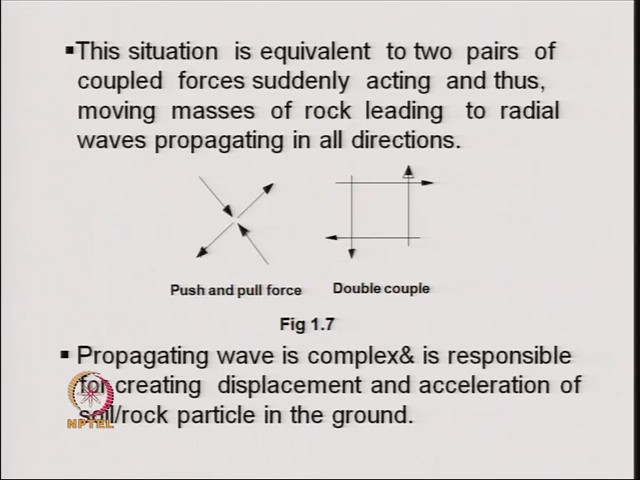 ▪This situation is equivalent to two pairs of
coupled forces suddenly acting and thus,
moving masses of rock leading to radial
waves propagating in all directions.
Push and pull force
Double couple
Fig 1.7
▪ Propagating wave is complex& is responsible
for creating displacement and acceleration of
soil/rock particle in the ground.
NPTEL